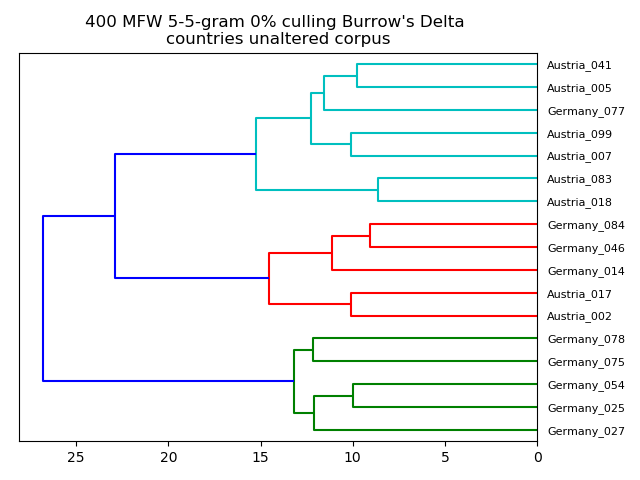 400 MFW 5-5-gram 0% culling Burrow's Delta
countries unaltered corpus
Austria_041
Austria_005
Germany_077
Austria_099
Austria_007
Austria_083
Austria_018
Germany_084
Germany_046
Germany_014
Austria_017
Austria_002
Germany_078
Germany_075
Germany_054
Germany_025
Germany_027
25 20 15 10 5 0